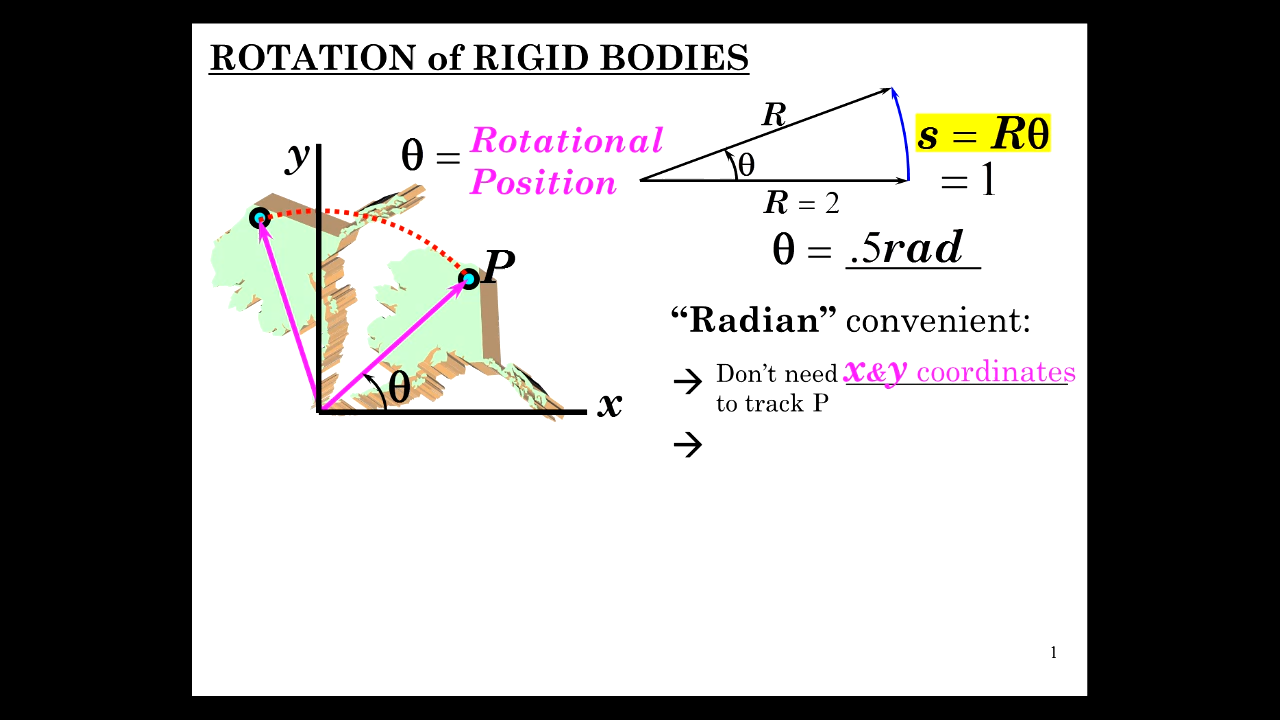 ROTATION of RIGID BODIES
y
θ = Rotational
Position
P
θ
x
R
θ
R = 2
s = Rθ
= 1
θ = .5rad
“Radian” convenient:
→ Don’t need x&y coordinates
to track P
→
1